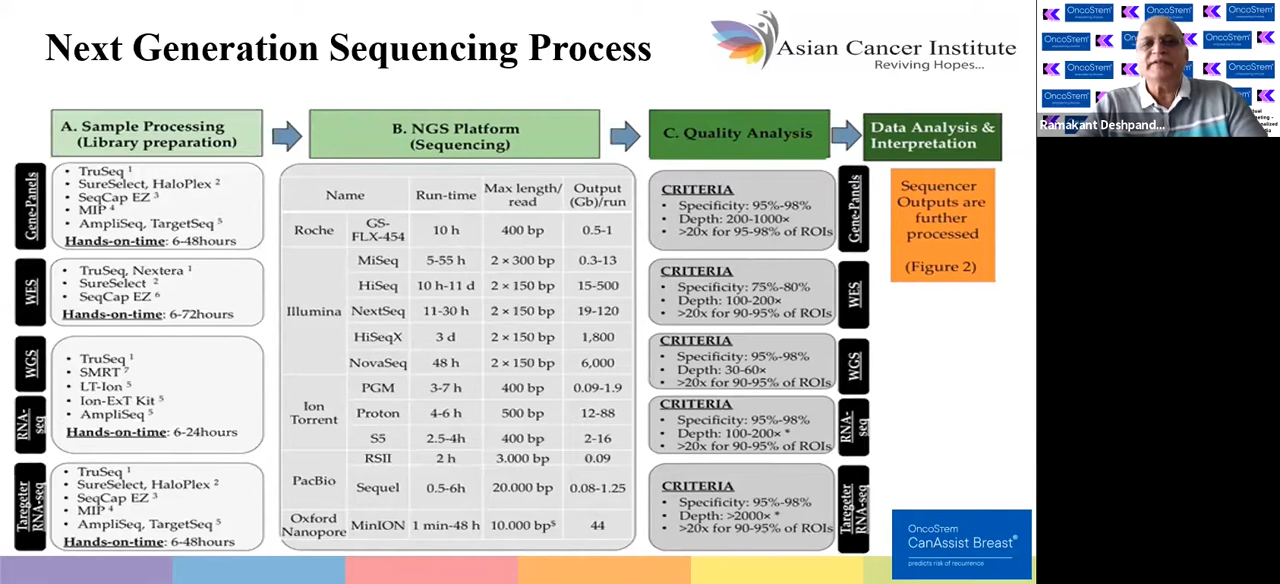 Next Generation Sequencing Process
Asian Cancer Institute
Reviving Hopes...
A. Sample Processing
(Library preparation)
B. NGS Platform
(Sequencing)
C. Quality Analysis
Data Analysis &
Interpretation
Gene-Panels
• TruSeq 1
• SureSelect, HaloPlex 2
• SeqCap EZ 3
• MIP 4
• AmpliSeq, TargetSeq 5
Hands-on-time: 6-48hours
WES
• TruSeq, Nextera 1
• SureSelect 2
• SeqCap EZ 6
Hands-on-time: 6-72hours
WGS
RNA-seq
• TruSeq 1
• SMRT 7
• LT-Ion 5
• Ion-ExT Kit 5
• AmpliSeq 5
Hands-on-time: 6-24hours
Taregeter RNA-seq
• TruSeq 1
• SureSelect, HaloPlex 2
• SeqCap EZ 3
• MIP 4
• AmpliSeq, TargetSeq 5
Hands-on-time: 6-48hours
Name Run-time Max length/read Output (Gb)/run
Roche GS-FLX-454 10 h 400 bp 0.5-1
Illumina
MiSeq 5-55 h 2 × 300 bp 0.3-13
HiSeq 10 h-11 d 2 × 150 bp 15-500
NextSeq 11-30 h 2 × 150 bp 19-120
HiSeqX 3 d 2 × 150 bp 1,800
NovaSeq 48 h 2 × 150 bp 6,000
Ion Torrent
PGM 3-7 h 400 bp 0.09-1.9
Proton 4-6 h 500 bp 12-88
S5 2.5-4h 400 bp 2-16
PacBio
RSII 2 h 3.000 bp 0.09
Sequel 0.5-6h 20.000 bp 0.08-1.25
Oxford Nanopore MinION 1 min-48 h 10.000 bp$ 44
CRITERIA
• Specificity: 95%-98%
• Depth: 200-1000×
• >20x for 95-98% of ROIs
Gene-Panels
CRITERIA
• Specificity: 75%-80%
• Depth: 100-200×
• >20x for 90-95% of ROIs
WES
CRITERIA
• Specificity: 95%-98%
• Depth: 30-60×
• >20x for 90-95% of ROIs
WGS
CRITERIA
• Specificity: 95%-98%
• Depth: 100-200× *
• >20x for 90-95% of ROIs
RNA-seq
CRITERIA
• Specificity: 95%-98%
• Depth: >2000× *
• >20x for 90-95% of ROIs
Taregeter RNA-seq
Sequencer
Outputs are
further
processed
(Figure 2)
OncoStem
CanAssist Breast®
predicts risk of recurrence
OncoStem OncoStem OncoStem
OncoStem OncoStem
OncoStem OncoStem
OncoStem
Ramakant Deshpand...